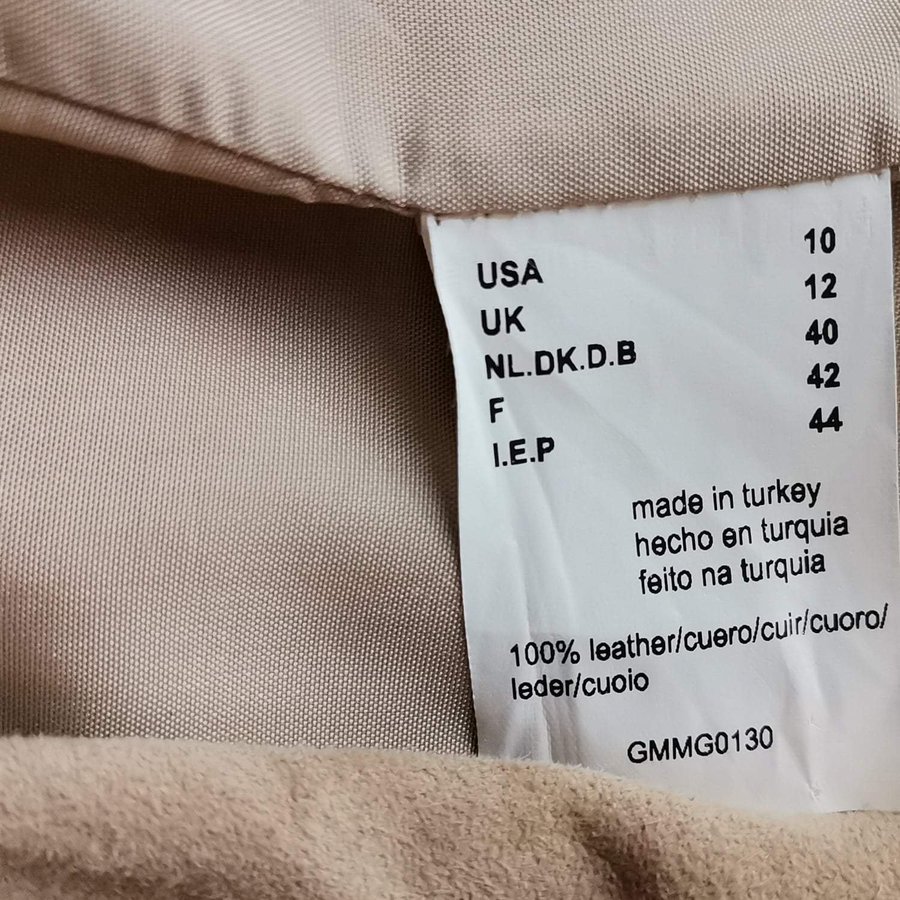 USA 10
UK 12
NL.DK.D.B 40
F 42
I.E.P 44
made in turkey
hecho en turquia
feito na turquia
100% leather/cuero/cuir/cuoro/
leder/cuoio
GMMG0130